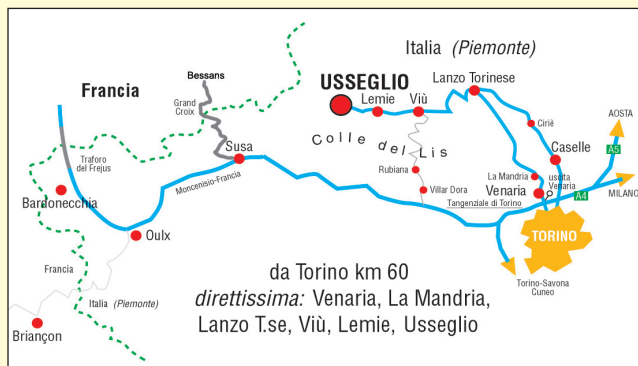 Italia (Piemonte)
Francia
Bessans
Grand
Croix
USSEGLIO
Lemie
Viù
Lanzo Torinese
Ciriè
AOSTA
A5
Caselle
Colle del Lis
Susa
Traforo
del Frejus
Moncenisio-Francia
Rubiana
Villar Dora
La Mandria
uscita
Venaria
Venaria
Tangenziale di Torino
A4
MILANO
Bardonecchia
Oulx
TORINO
Francia
Italia (Piemonte)
Briançon
Torino-Savona
Cuneo
da Torino km 60
direttissima: Venaria, La Mandria,
Lanzo T.se, Viù, Lemie, Usseglio